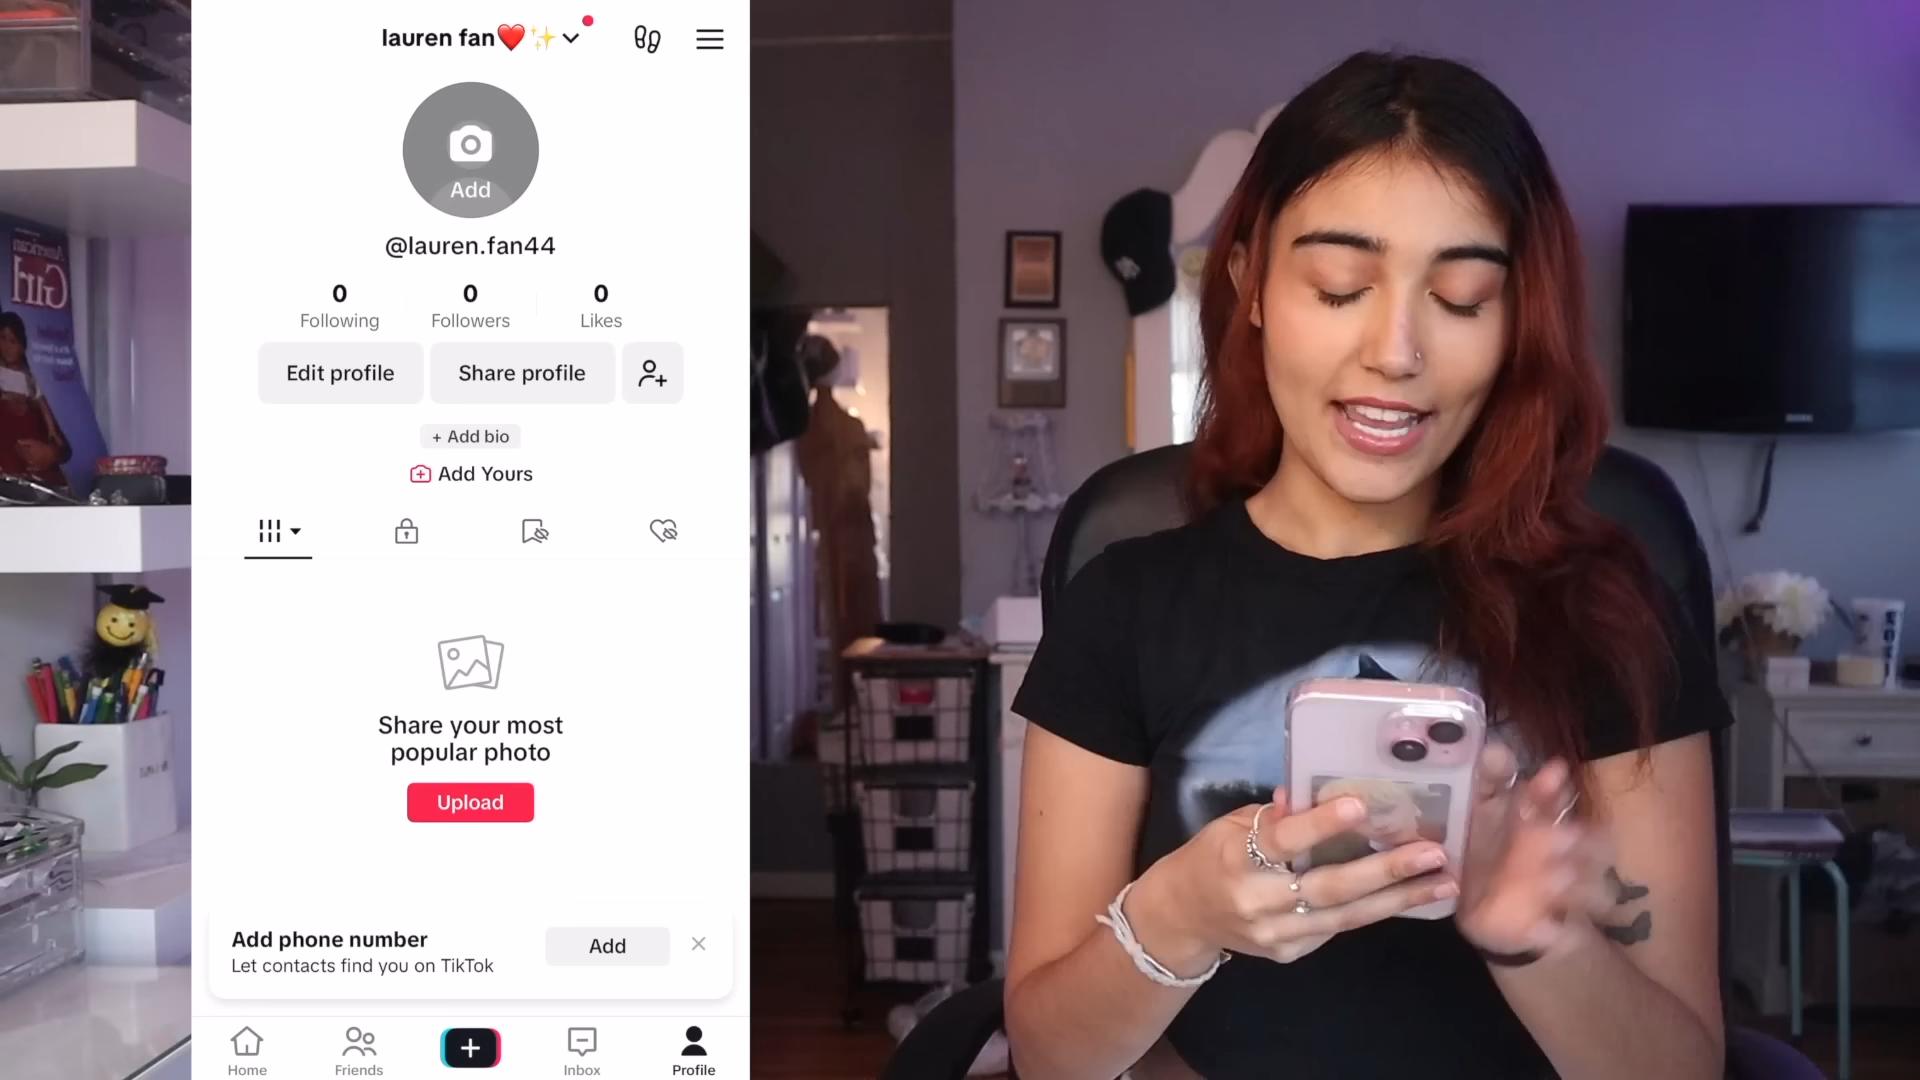 lauren fan❤️✨
Add
@lauren.fan44
0 0 0
Following Followers Likes
Edit profile Share profile
+ Add bio
Add Yours
Share your most
popular photo
Upload
Add phone number
Let contacts find you on TikTok
Add
Home Friends Inbox Profile
American
Girl